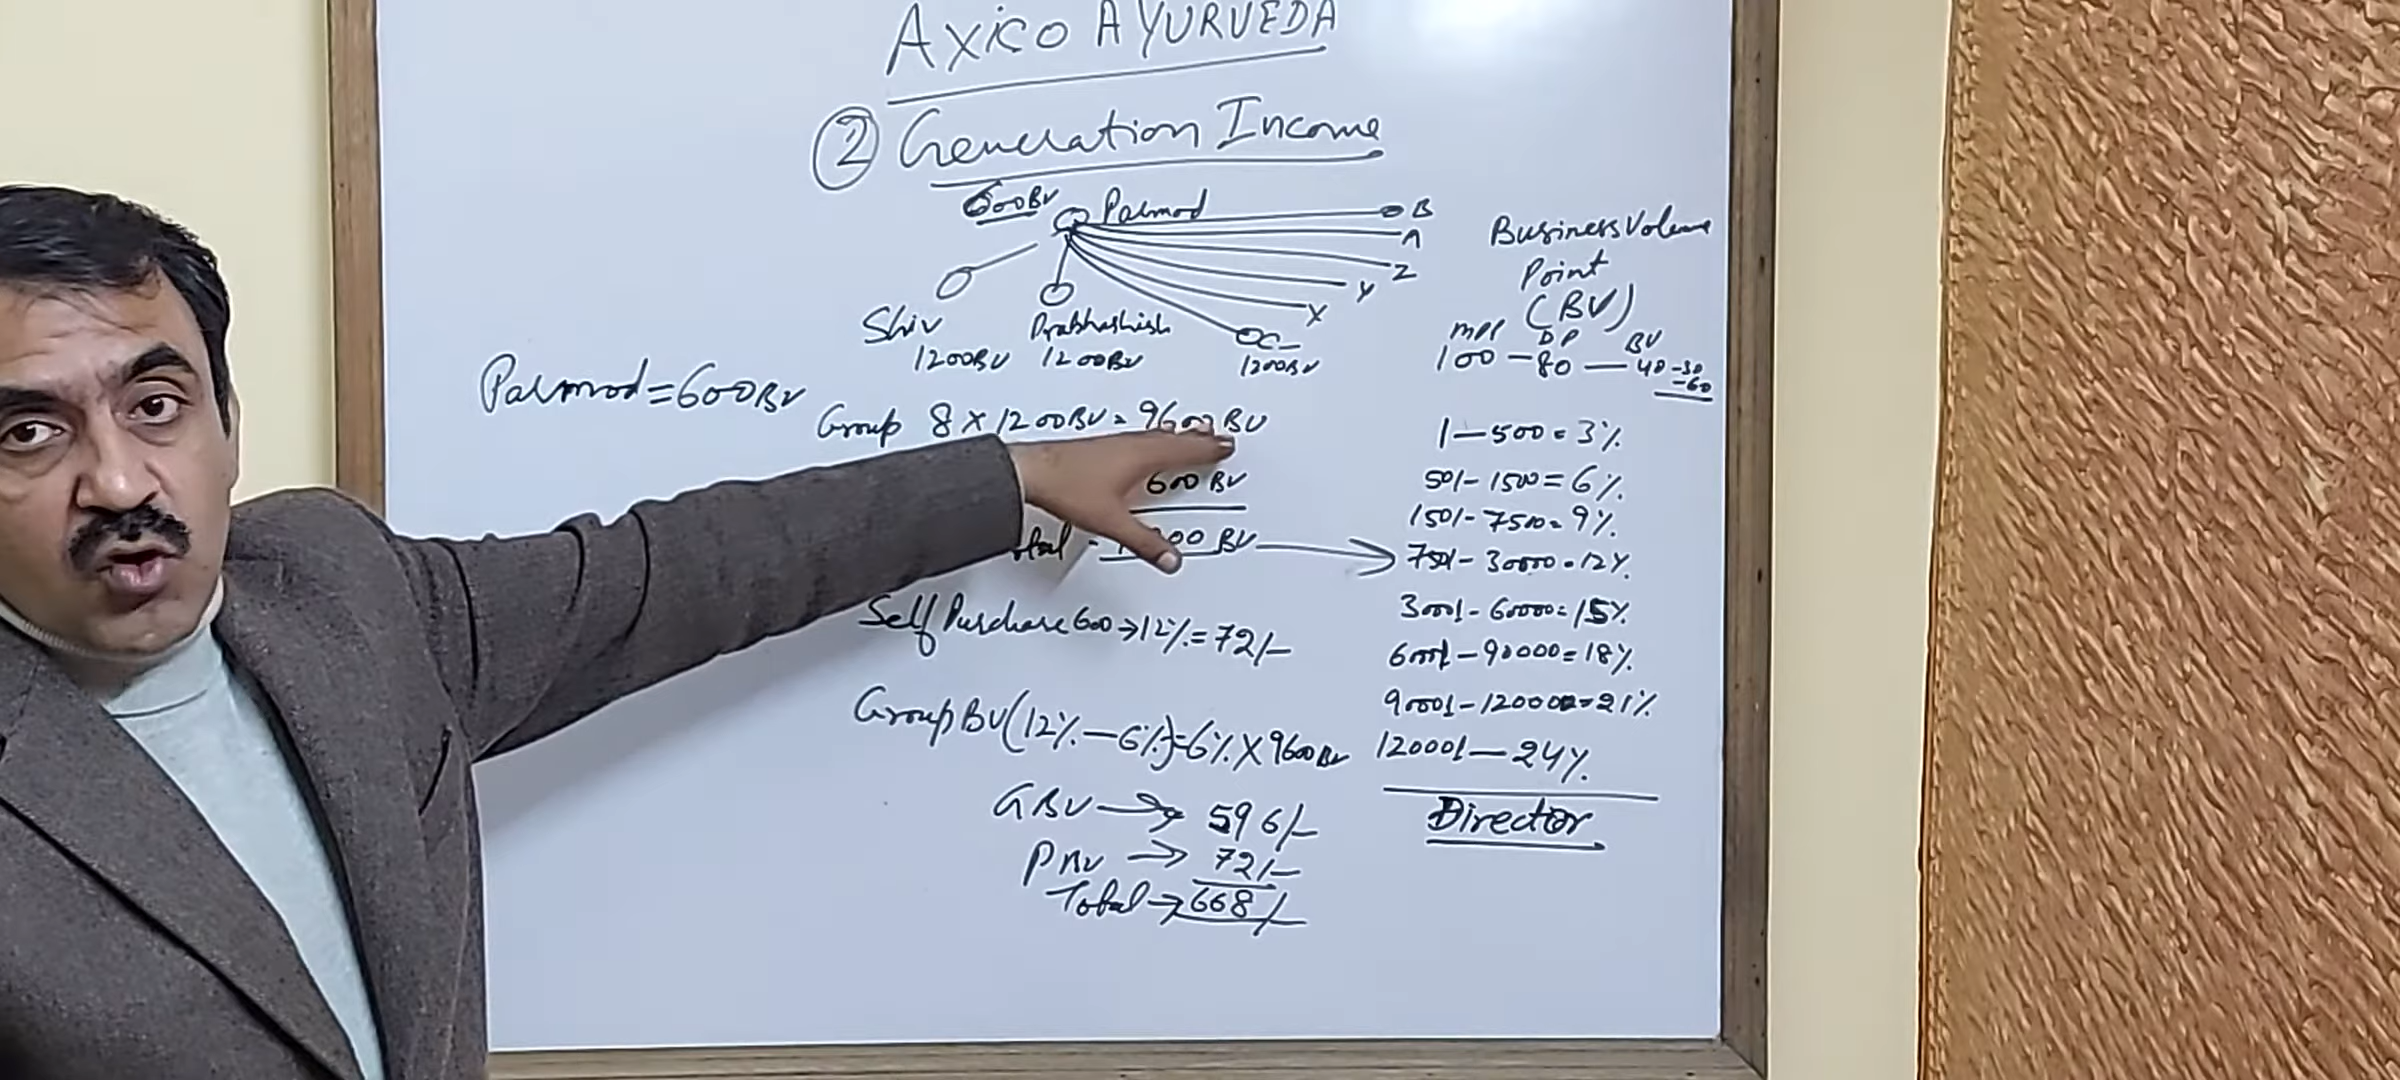 AXICO AYURVEDA
② Generation Income
600BV Palmod B
A
Z
Y
X
C
Shiv Prabhashish
1200BV 1200BV 1200BV
Palmod = 600BV
Group 8 X 1200BV = 9600BV
600 BV
00 BV
Self Purchase 600 → 12% = 72/-
Group BV (12% - 6%) = 6% X 9600BV
GBV → 596/-
PBV → 72/-
Total → 668/-
Business Volume
Point
(BV)
DP BV
100 - 80 - 40 -50
-60
1 - 500 = 3%
501 - 1500 = 6%
1501 - 7500 = 9%
7501 - 30000 = 12%
30001 - 60000 = 15%
60001 - 90000 = 18%
90001 - 120000 = 21%
120001 - 24%
Director